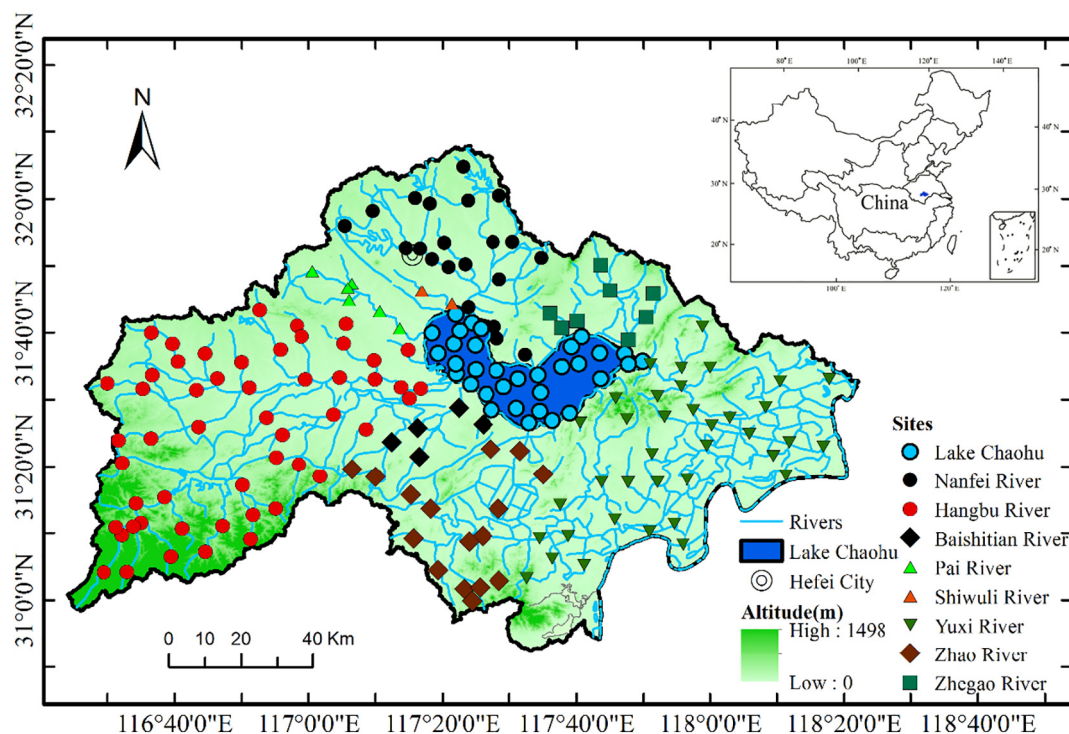 32°20'0"N
32°0'0"N
31°40'0"N
31°20'0"N
31°0'0"N
N
80°E 100°E 120°E 140°E
40°N
30°N
20°N
40°N
30°N
20°N
100°E 120°E
China
Sites
Lake Chaohu
Nanfei River
Hangbu River
Baishitian River
Pai River
Shiwuli River
Yuxi River
Zhao River
Zhegao River
Rivers
Lake Chaohu
Hefei City
Altitude(m)
High : 1498
Low : 0
0 10 20 40 Km
116°40'0"E 117°0'0"E 117°20'0"E 117°40'0"E 118°0'0"E 118°20'0"E 118°40'0"E